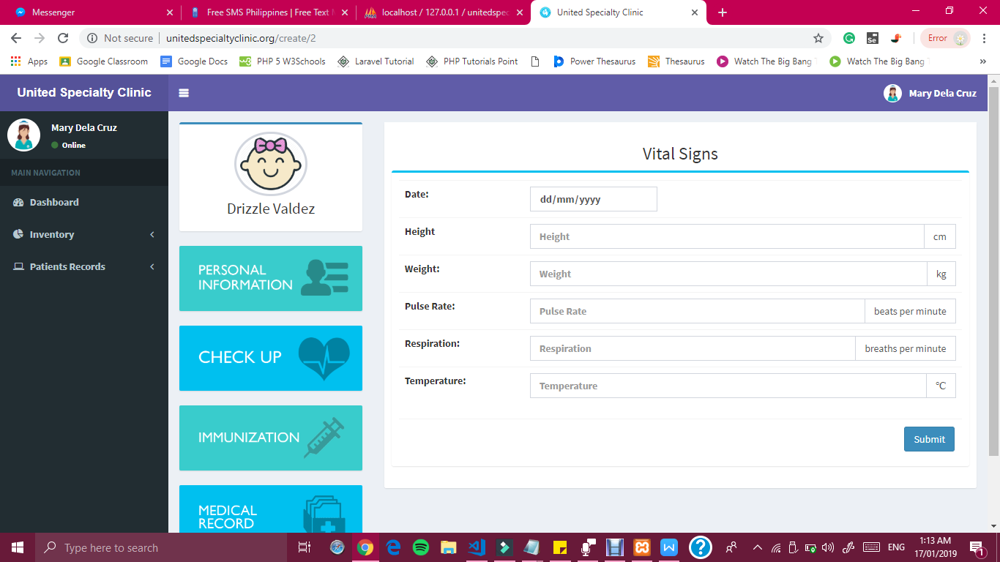 Messenger
Free SMS Philippines | Free Text M
localhost / 127.0.0.1 / unitedspec
United Specialty Clinic
Not secure
unitedspecialtyclinic.org/create/2
Se
Error
Apps
Google Classroom
Google Docs
PHP 5 W3Schools
Laravel Tutorial
PHP Tutorials Point
Power Thesaurus
Thesaurus
Watch The Big Bang
Watch The Big Bang
United Specialty Clinic
Mary Dela Cruz
Mary Dela Cruz
Online
MAIN NAVIGATION
Dashboard
Inventory
Patients Records
Drizzle Valdez
PERSONAL
INFORMATION
CHECK UP
IMMUNIZATION
MEDICAL
RECORD
Vital Signs
Date:
dd/mm/yyyy
Height
Height
cm
Weight:
Weight
kg
Pulse Rate:
Pulse Rate
beats per minute
Respiration:
Respiration
breaths per minute
Temperature:
Temperature
°C
Submit
Type here to search
ENG
1:13 AM
17/01/2019
1